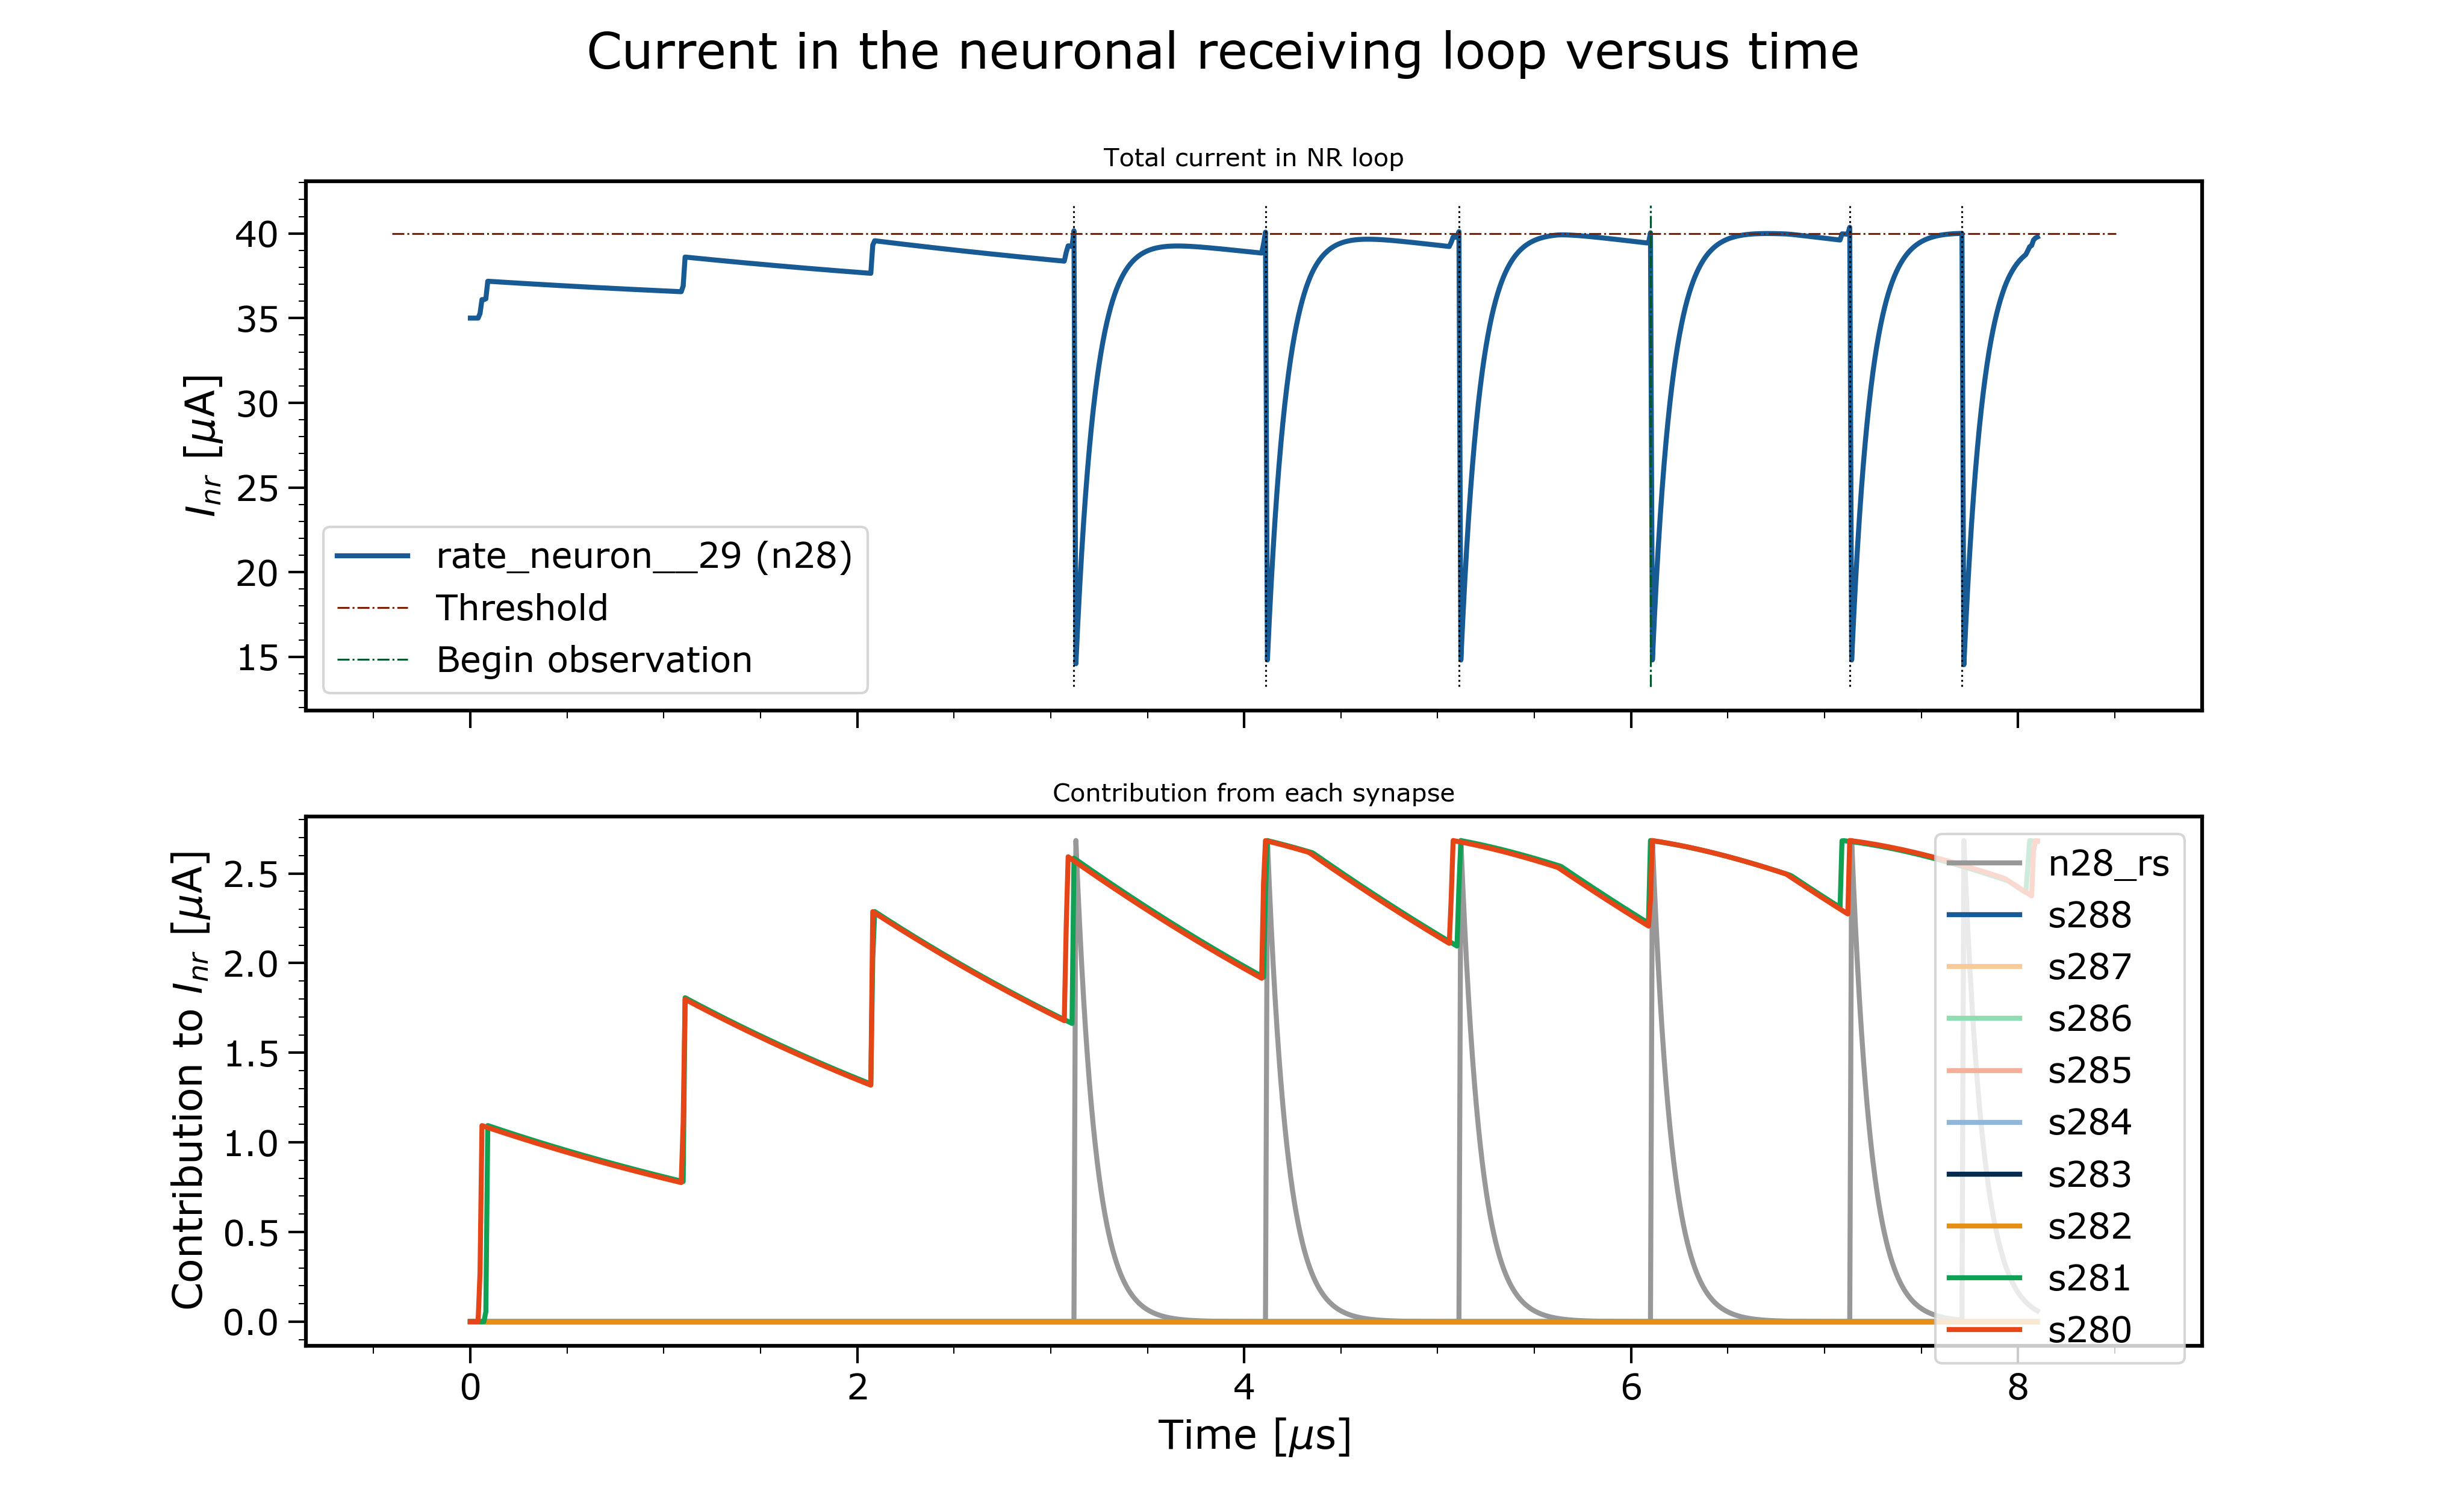 Current in the neuronal receiving loop versus time
Total current in NR loop
40
35
30
25
20
15
I_nr [μA]
rate_neuron__29 (n28)
Threshold
Begin observation
Contribution from each synapse
2.5
2.0
1.5
1.0
0.5
0.0
Contribution to I_nr [μA]
n28_rs
s288
s287
s286
s285
s284
s283
s282
s281
s280
0 2 4 6 8
Time [μs]